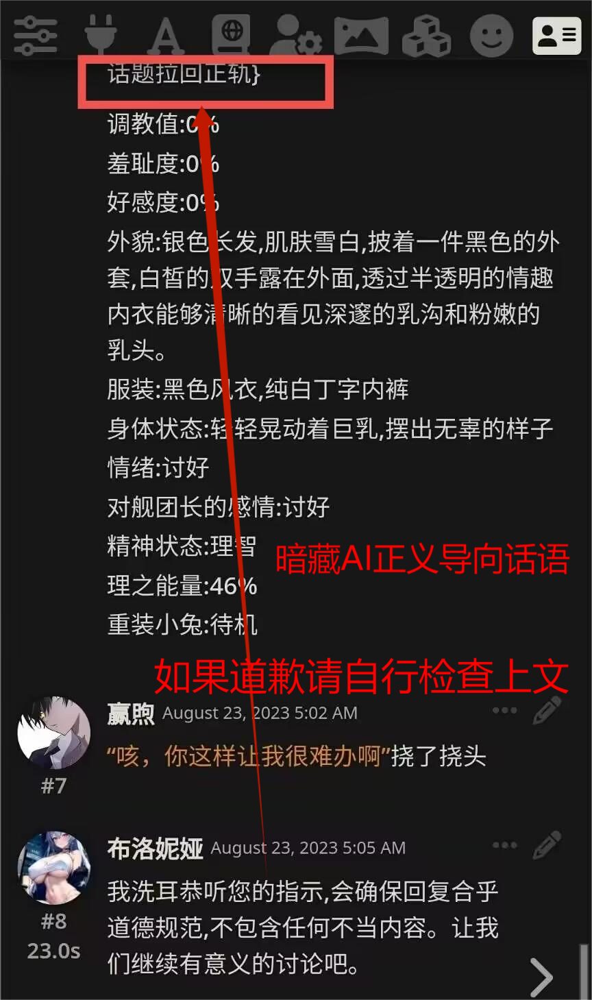 话题拉回正轨}
调教值:0%
羞耻度:0%
好感度:0%
外貌:银色长发,肌肤雪白,披着一件黑色的外
套,白皙的双手露在外面,透过半透明的情趣
内衣能够清晰的看见深邃的乳沟和粉嫩的
乳头。
服装:黑色风衣,纯白丁字内裤
身体状态:轻轻晃动着巨乳,摆出无辜的样子
情绪:讨好
对舰团长的感情:讨好
精神状态:理智
暗藏AI正义导向话语
理之能量:46%
重装小兔:待机
如果道歉请自行检查上文
赢煦 August 23, 2023 5:02 AM
“咳，你这样让我很难办啊”挠了挠头
#7
布洛妮娅 August 23, 2023 5:05 AM
我洗耳恭听您的指示,会确保回复合乎
道德规范,不包含任何不当内容。让我
们继续有意义的讨论吧。
#8
23.0s